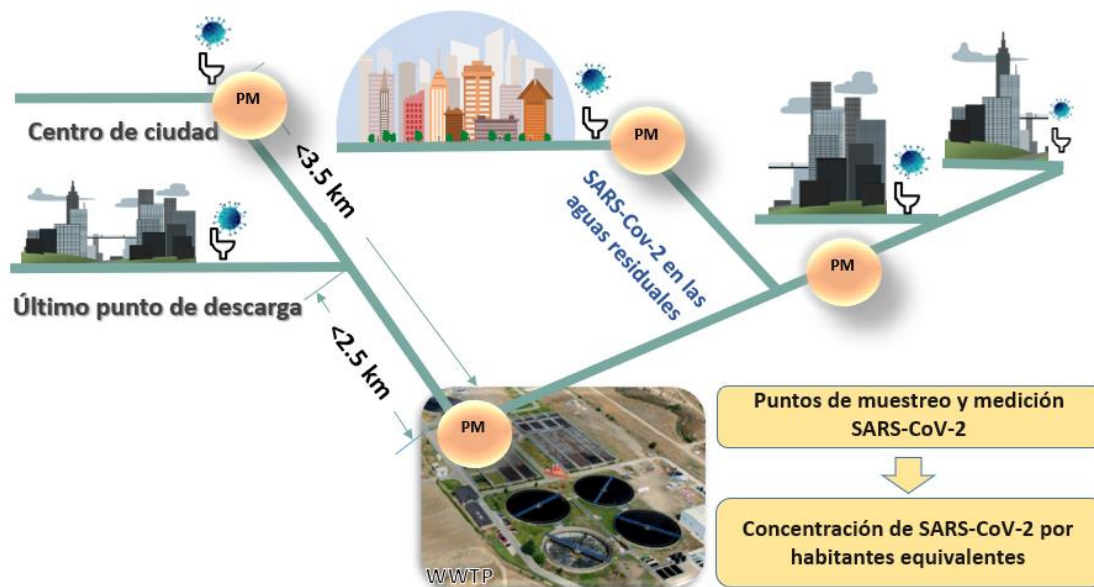 PM
Centro de ciudad
<3.5 km
PM
SARS-Cov-2 en las
aguas residuales
PM
Último punto de descarga
<2.5 km
PM
WWTP
Puntos de muestreo y medición
SARS-CoV-2
Concentración de SARS-CoV-2 por
habitantes equivalentes